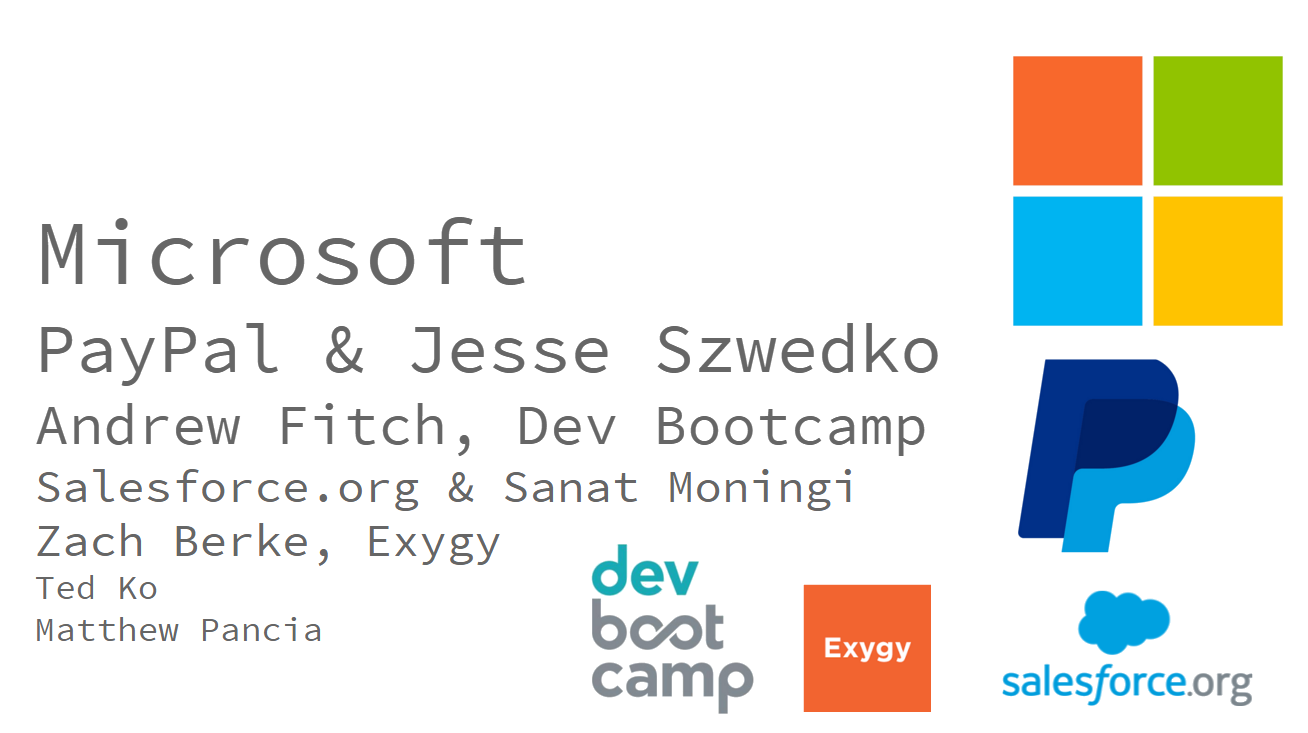 Microsoft
PayPal & Jesse Szwedko
Andrew Fitch, Dev Bootcamp
Salesforce.org & Sanat Moningi
Zach Berke, Exygy
Ted Ko
Matthew Pancia
dev
boot
camp
Exygy
salesforce.org